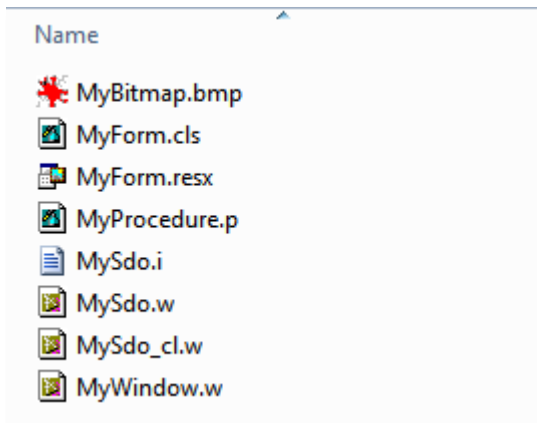 Name
MyBitmap.bmp
MyForm.cls
MyForm.resx
MyProcedure.p
MySdo.i
MySdo.w
MySdo_cl.w
MyWindow.w